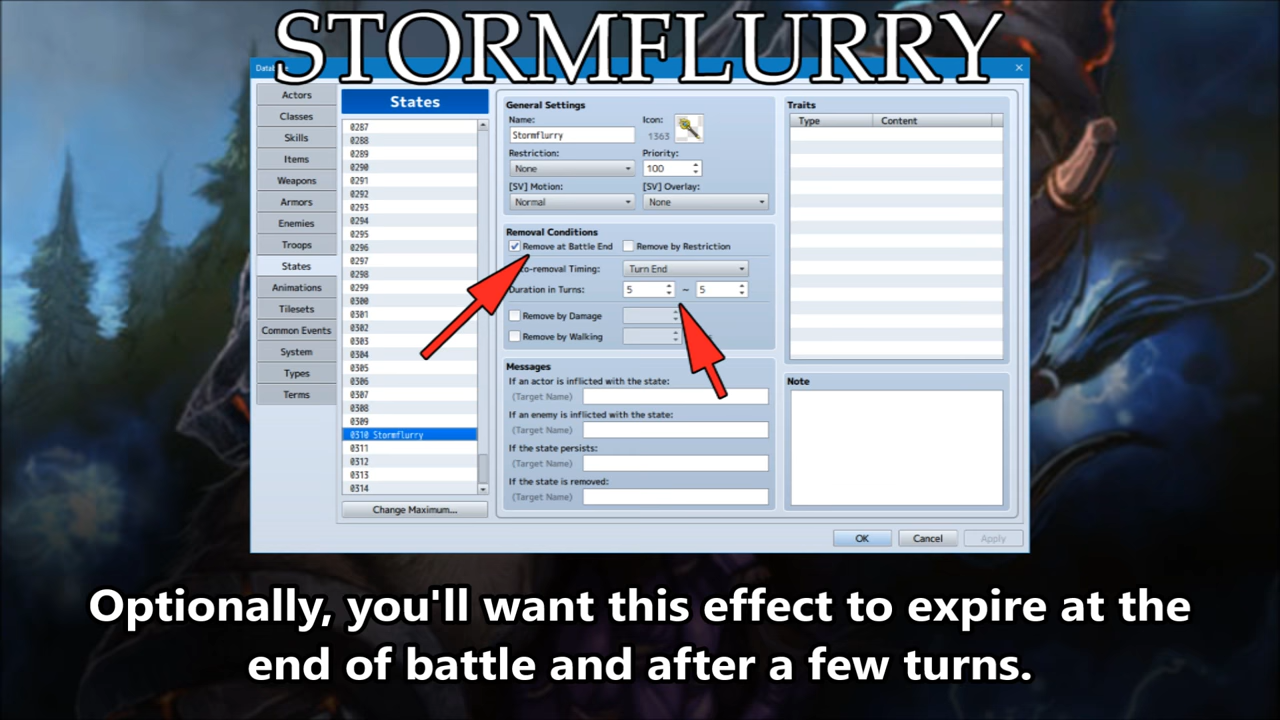 STORMFLURRY
Actors
Classes
Skills
Items
Weapons
Armors
Enemies
Troops
States
Animations
Tilesets
Common Events
System
Types
Terms
States
0287
0288
0289
0290
0291
0292
0293
0294
0295
0296
0297
0298
0299
0300
0301
0302
0303
0304
0305
0306
0307
0308
0309
0310 Stormflurry
0311
0312
0313
0314
Change Maximum...
General Settings
Name: Icon:
Stormflurry 1363
Restriction: Priority:
None 100
[SV] Motion: [SV] Overlay:
Normal None
Removal Conditions
Remove at Battle End Remove by Restriction
Timing: Turn End
Duration in Turns: 5 ~ 5
Remove by Damage
Remove by Walking
Messages
If an actor is inflicted with the state:
(Target Name)
If an enemy is inflicted with the state:
(Target Name)
If the state persists:
(Target Name)
If the state is removed:
(Target Name)
Traits
Type Content
Note
OK Cancel Apply
Optionally, you'll want this effect to expire at the
end of battle and after a few turns.